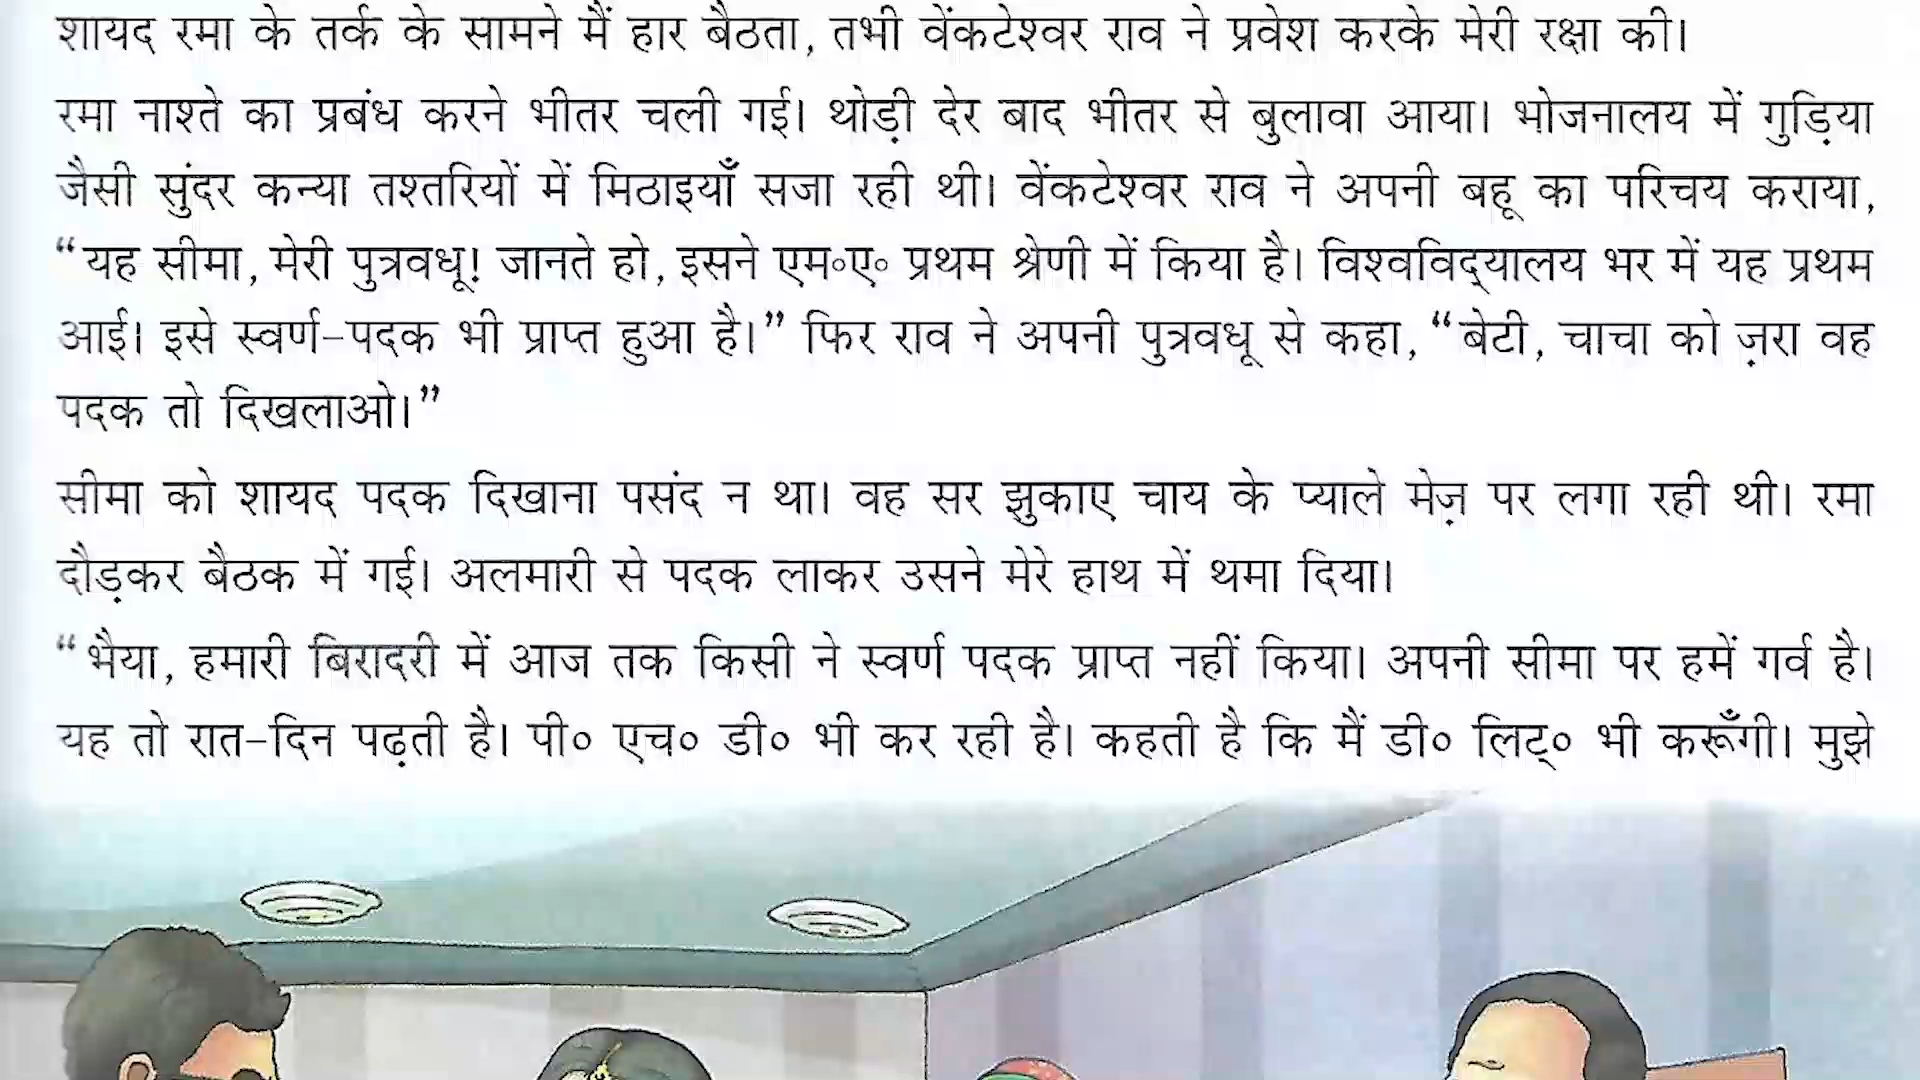 शायद रमा के तर्क के सामने मैं हार बैठता, तभी वेंकटेश्वर राव ने प्रवेश करके मेरी रक्षा की।
रमा नाश्ते का प्रबंध करने भीतर चली गई। थोड़ी देर बाद भीतर से बुलावा आया। भोजनालय में गुड़िया
जैसी सुंदर कन्या तश्तरियों में मिठाइयाँ सजा रही थी। वेंकटेश्वर राव ने अपनी बहू का परिचय कराया,
“यह सीमा, मेरी पुत्रवधू! जानते हो, इसने एम॰ए॰ प्रथम श्रेणी में किया है। विश्वविद्‌यालय भर में यह प्रथम
आई। इसे स्वर्ण-पदक भी प्राप्त हुआ है।” फिर राव ने अपनी पुत्रवधू से कहा, “बेटी, चाचा को ज़रा वह
पदक तो दिखलाओ।”
सीमा को शायद पदक दिखाना पसंद न था। वह सर झुकाए चाय के प्याले मेज़ पर लगा रही थी। रमा
दौड़कर बैठक में गई। अलमारी से पदक लाकर उसने मेरे हाथ में थमा दिया।
“भैया, हमारी बिरादरी में आज तक किसी ने स्वर्ण पदक प्राप्त नहीं किया। अपनी सीमा पर हमें गर्व है।
यह तो रात-दिन पढ़ती है। पी० एच० डी० भी कर रही है। कहती है कि मैं डी० लिट्० भी करूँगी। मुझे